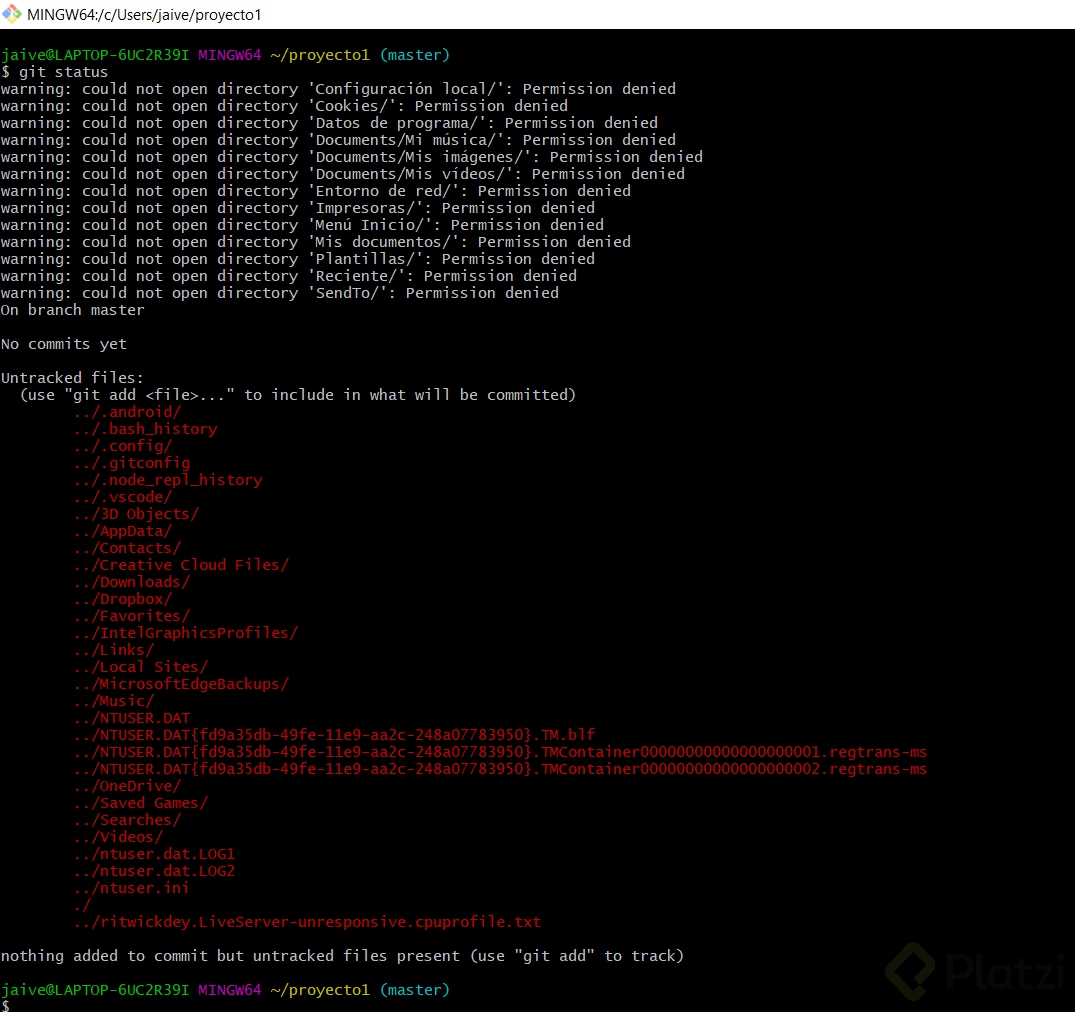 MINGW64:/c/Users/jaive/proyecto1
jaive@LAPTOP-6UC2R39I MINGW64 ~/proyecto1 (master)
$ git status
warning: could not open directory 'Configuración local/': Permission denied
warning: could not open directory 'Cookies/': Permission denied
warning: could not open directory 'Datos de programa/': Permission denied
warning: could not open directory 'Documents/Mi música/': Permission denied
warning: could not open directory 'Documents/Mis imágenes/': Permission denied
warning: could not open directory 'Documents/Mis vídeos/': Permission denied
warning: could not open directory 'Entorno de red/': Permission denied
warning: could not open directory 'Impresoras/': Permission denied
warning: could not open directory 'Menú Inicio/': Permission denied
warning: could not open directory 'Mis documentos/': Permission denied
warning: could not open directory 'Plantillas/': Permission denied
warning: could not open directory 'Reciente/': Permission denied
warning: could not open directory 'SendTo/': Permission denied
On branch master
No commits yet
Untracked files:
(use "git add <file>..." to include in what will be committed)
../.android/
../.bash_history
../.config/
../.gitconfig
../.node_repl_history
../.vscode/
../3D Objects/
../AppData/
../Contacts/
../Creative Cloud Files/
../Downloads/
../Dropbox/
../Favorites/
../IntelGraphicsProfiles/
../Links/
../Local Sites/
../MicrosoftEdgeBackups/
../Music/
../NTUSER.DAT
../NTUSER.DAT{fd9a35db-49fe-11e9-aa2c-248a07783950}.TM.blf
../NTUSER.DAT{fd9a35db-49fe-11e9-aa2c-248a07783950}.TMContainer00000000000000000001.regtrans-ms
../NTUSER.DAT{fd9a35db-49fe-11e9-aa2c-248a07783950}.TMContainer00000000000000000002.regtrans-ms
../OneDrive/
../Saved Games/
../Searches/
../Videos/
../ntuser.dat.LOG1
../ntuser.dat.LOG2
../ntuser.ini
./
../ritwickdey.LiveServer-unresponsive.cpuprofile.txt
nothing added to commit but untracked files present (use "git add" to track)
jaive@LAPTOP-6UC2R39I MINGW64 ~/proyecto1 (master)
$
Platzi